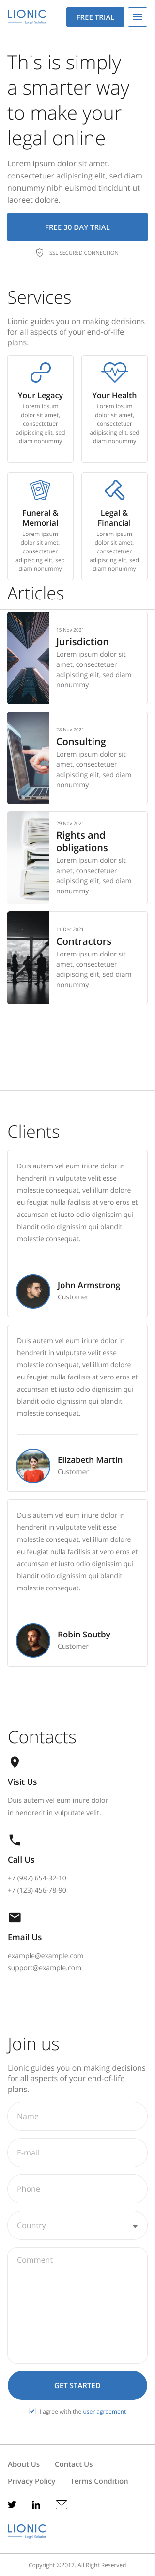 LIONIC
Legal Solution
FREE TRIAL
This is simply
a smarter way
to make your
legal online
Lorem ipsum dolor sit amet,
consectetuer adipiscing elit, sed diam
nonummy nibh euismod tincidunt ut
laoreet dolore.
FREE 30 DAY TRIAL
SSL SECURED CONNECTION
Services
Lionic guides you on making decisions
for all aspects of your end-of-life
plans.
Your Legacy
Lorem ipsum
dolor sit amet,
consectetuer
adipiscing elit, sed
diam nonummy
Your Health
Lorem ipsum
dolor sit amet,
consectetuer
adipiscing elit, sed
diam nonummy
Funeral &
Memorial
Lorem ipsum
dolor sit amet,
consectetuer
adipiscing elit, sed
diam nonummy
Legal &
Financial
Lorem ipsum
dolor sit amet,
consectetuer
adipiscing elit, sed
diam nonummy
Articles
15 Nov 2021
Jurisdiction
Lorem ipsum dolor sit
amet, consectetuer
adipiscing elit, sed diam
nonummy
28 Nov 2021
Consulting
Lorem ipsum dolor sit
amet, consectetuer
adipiscing elit, sed diam
nonummy
29 Nov 2021
Rights and
obligations
Lorem ipsum dolor sit
amet, consectetuer
adipiscing elit, sed diam
nonummy
11 Dec 2021
Contractors
Lorem ipsum dolor sit
amet, consectetuer
adipiscing elit, sed diam
nonummy
Clients
Duis autem vel eum iriure dolor in
hendrerit in vulputate velit esse
molestie consequat, vel illum dolore
eu feugiat nulla facilisis at vero eros et
accumsan et iusto odio dignissim qui
blandit odio dignissim qui blandit
molestie consequat.
John Armstrong
Customer
Duis autem vel eum iriure dolor in
hendrerit in vulputate velit esse
molestie consequat, vel illum dolore
eu feugiat nulla facilisis at vero eros et
accumsan et iusto odio dignissim qui
blandit odio dignissim qui blandit
molestie consequat.
Elizabeth Martin
Customer
Duis autem vel eum iriure dolor in
hendrerit in vulputate velit esse
molestie consequat, vel illum dolore
eu feugiat nulla facilisis at vero eros et
accumsan et iusto odio dignissim qui
blandit odio dignissim qui blandit
molestie consequat.
Robin Soutby
Customer
Contacts
Visit Us
Duis autem vel eum iriure dolor
in hendrerit in vulputate velit.
Call Us
+7 (987) 654-32-10
+7 (123) 456-78-90
Email Us
example@example.com
support@example.com
Join us
Lionic guides you on making decisions
for all aspects of your end-of-life
plans.
Name
E-mail
Phone
Country
Comment
GET STARTED
I agree with the user agreement
About Us
Contact Us
Privacy Policy
Terms Condition
LIONIC
Legal Solution
Copyright ©2017. All Right Reserved